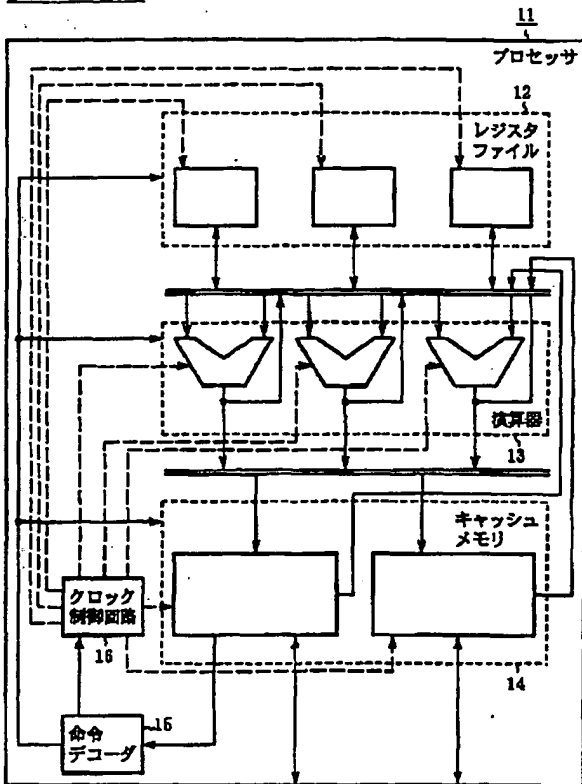 11
プロセッサ
12
レジスタ
ファイル
演算器
13
キャッシュ
メモリ
14
クロック
制御回路
16
15
命令
デコーダ